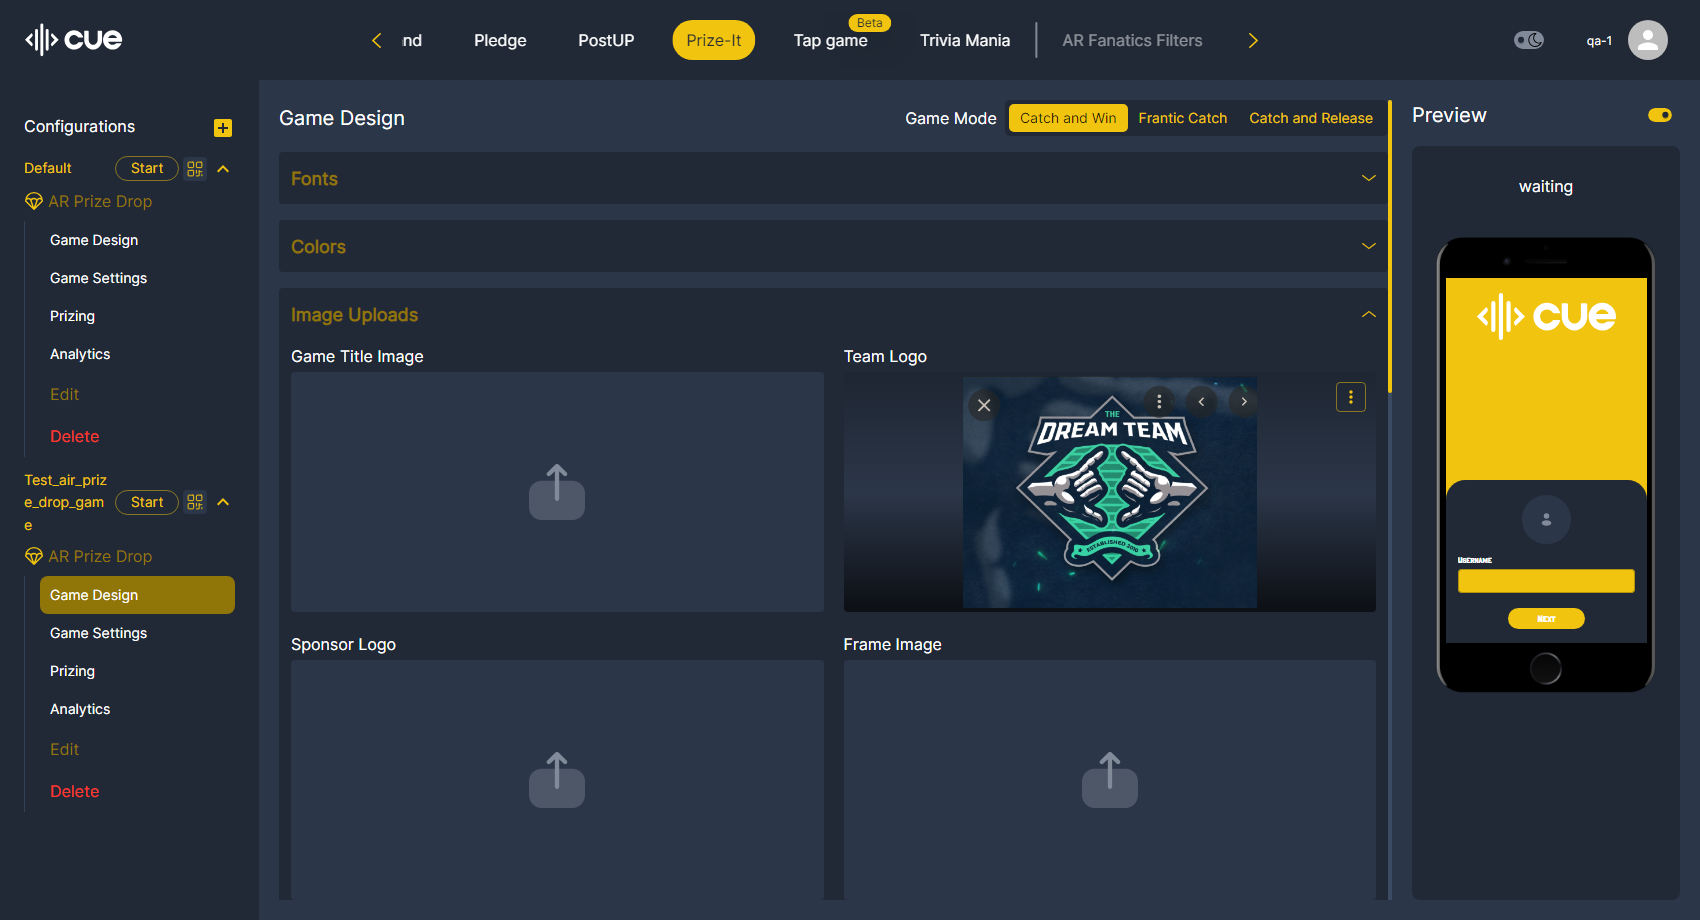 cue
nd
Pledge
PostUP
Prize-It
Beta
Tap game
Trivia Mania
AR Fanatics Filters
qa-1
Configurations
Default
Start
AR Prize Drop
Game Design
Game Settings
Prizing
Analytics
Edit
Delete
Test_air_priz
e_drop_gam
e
Start
AR Prize Drop
Game Design
Game Settings
Prizing
Analytics
Edit
Delete
Game Design
Game Mode
Catch and Win
Frantic Catch
Catch and Release
Fonts
Colors
Image Uploads
Game Title Image
Team Logo
THE
DREAM TEAM
ESTABLISHED 2010
Sponsor Logo
Frame Image
Preview
waiting
cue
Username
Next